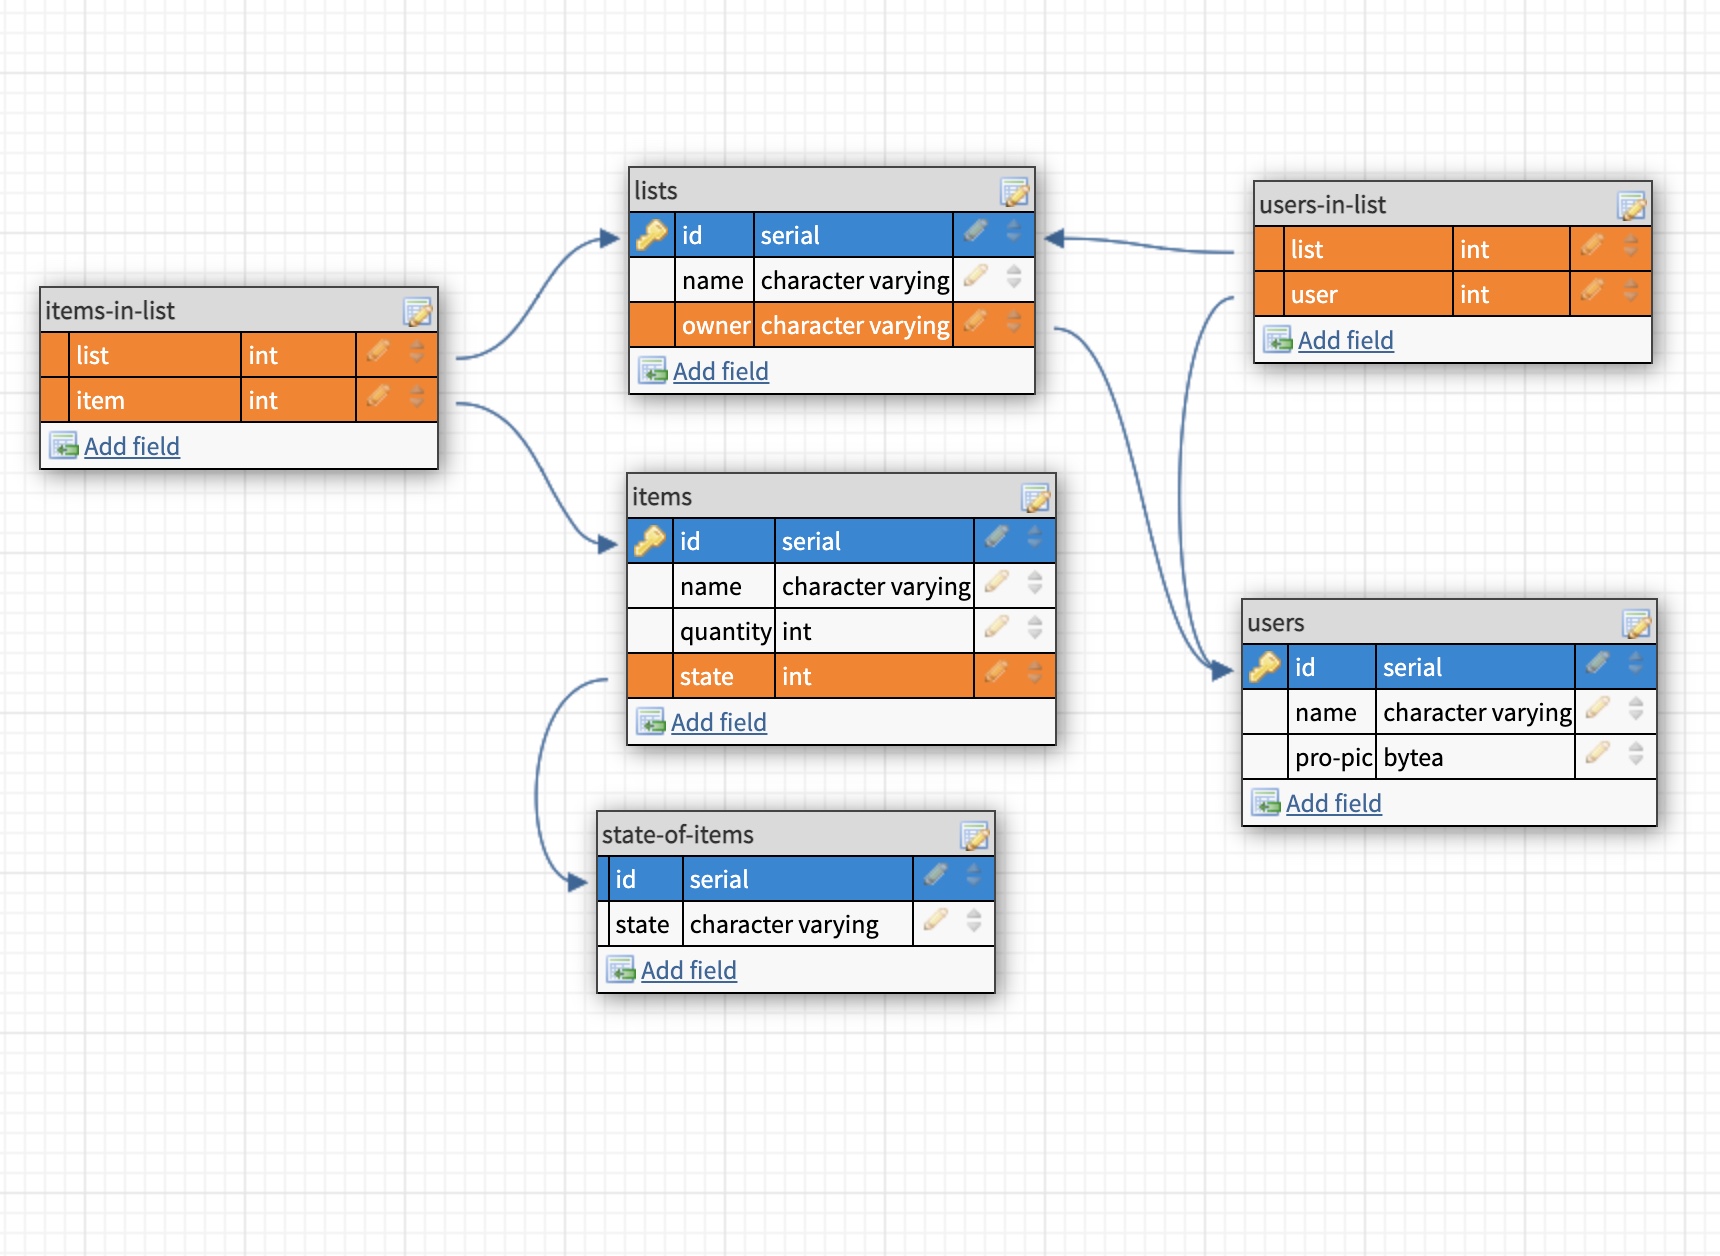 lists
id serial
name character varying
owner character varying
Add field
users-in-list
list int
user int
Add field
items-in-list
list int
item int
Add field
items
id serial
name character varying
quantity int
state int
Add field
users
id serial
name character varying
pro-pic bytea
Add field
state-of-items
id serial
state character varying
Add field